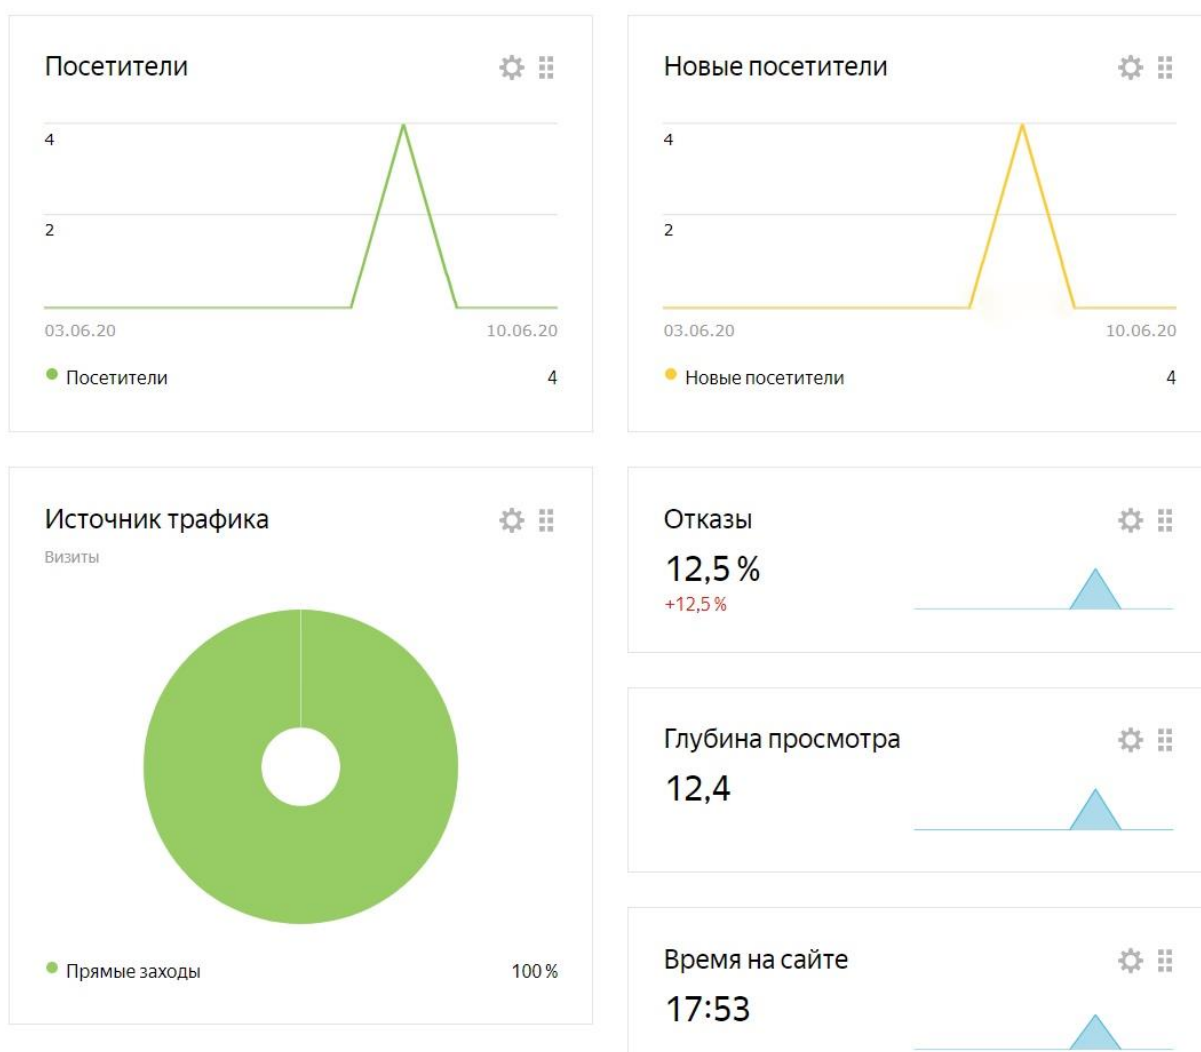 Посетители
4
2
03.06.20 10.06.20
Посетители 4
Новые посетители
4
2
03.06.20 10.06.20
Новые посетители 4
Источник трафика
Визиты
Прямые заходы 100 %
Отказы
12,5 %
+12,5 %
Глубина просмотра
12,4
Время на сайте
17:53